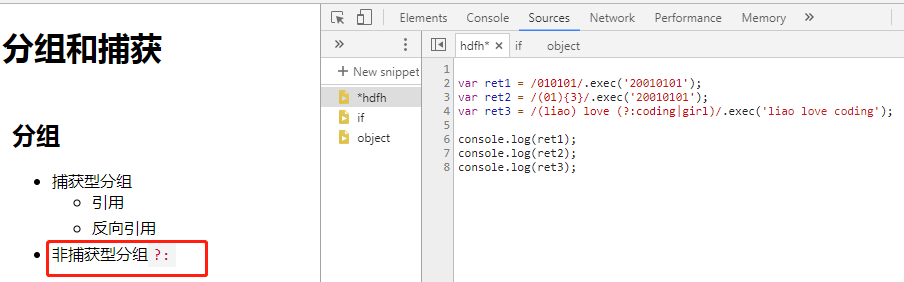 分组和捕获
分组
捕获型分组
引用
反向引用
非捕获型分组 ?:
Elements Console Sources Network Performance Memory »
» hdfh* × if object
+ New snippet
*hdfh
if
object
1
2 var ret1 = /010101/.exec('20010101');
3 var ret2 = /(01){3}/.exec('20010101');
4 var ret3 = /(liao) love (?:coding|girl)/.exec('liao love coding');
5
6 console.log(ret1);
7 console.log(ret2);
8 console.log(ret3);